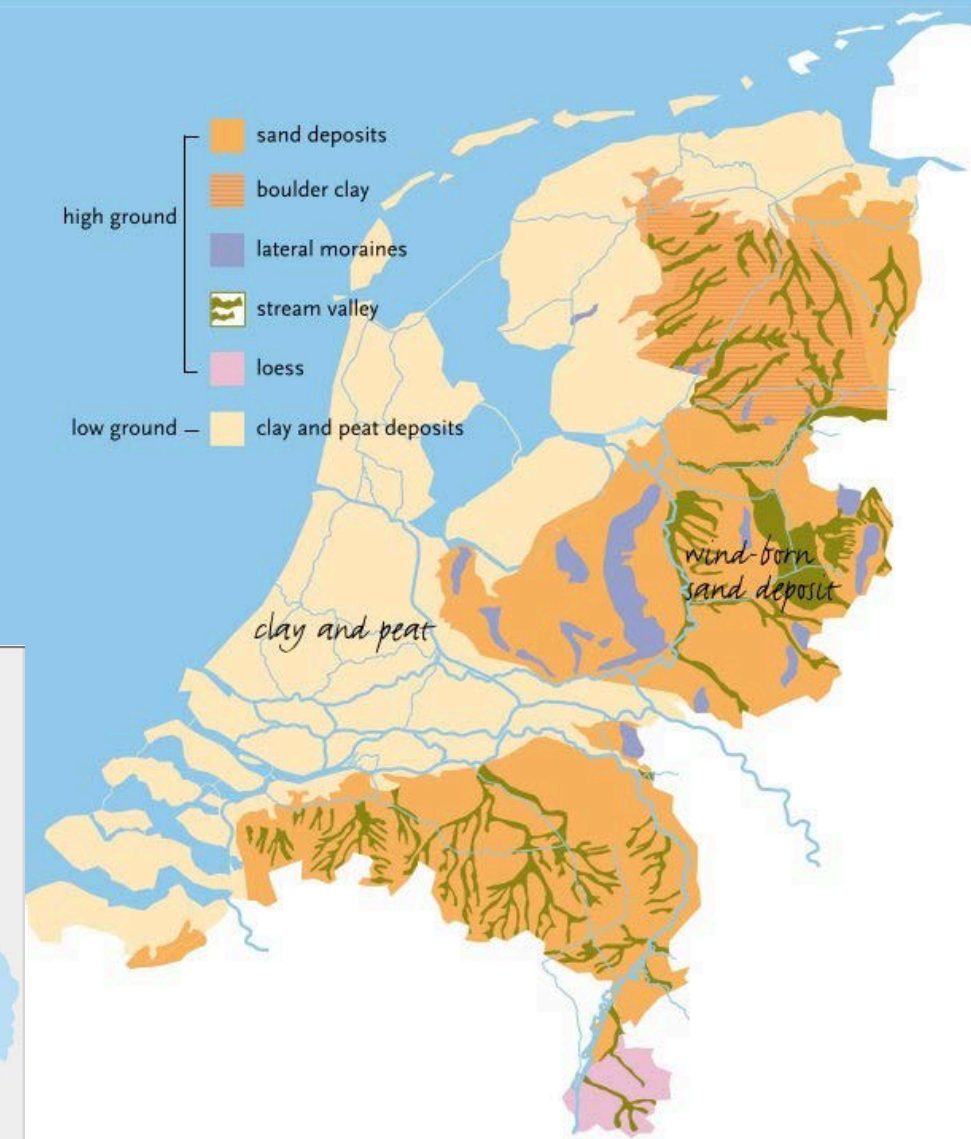 sand deposits
boulder clay
high ground
lateral moraines
stream valley
loess
low ground
clay and peat deposits
wind-born
sand deposit
clay and peat